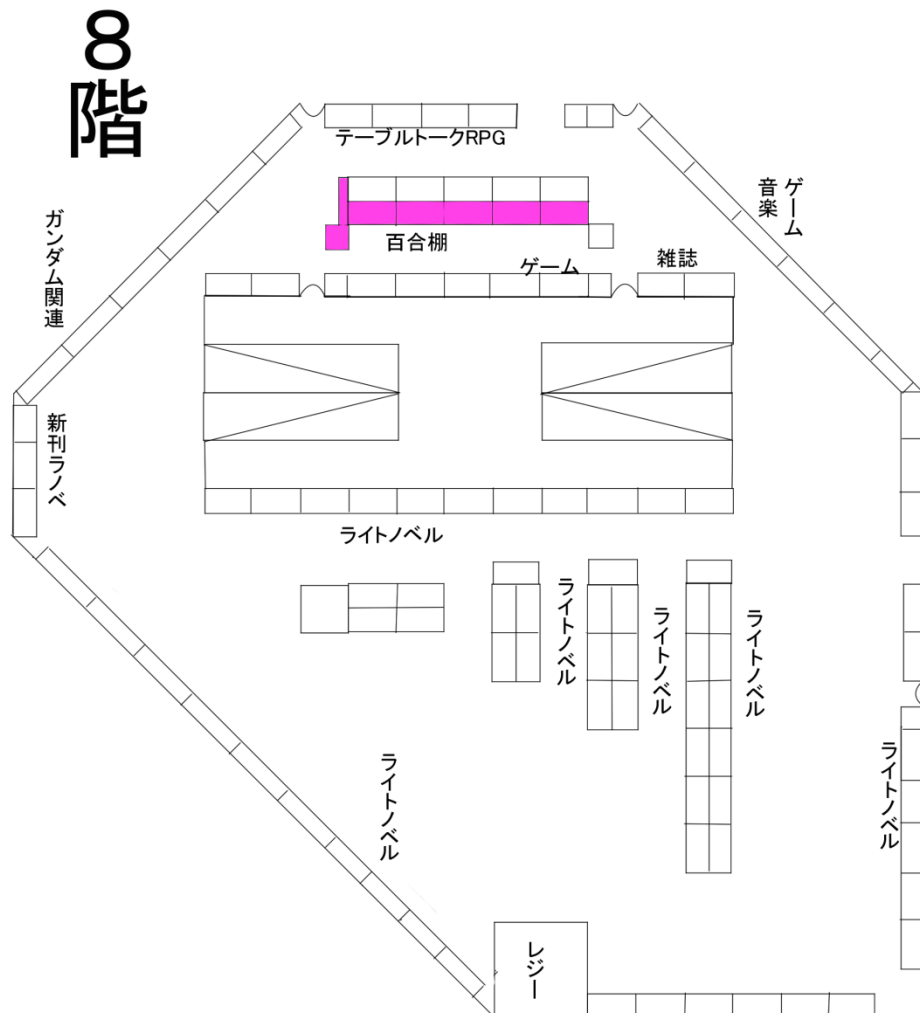 8
階
テーブルトークRPG
ゲーム
音楽
ガンダム関連
百合棚
雑誌
ゲーム
新刊ラノベ
ライトノベル
ライトノベル
ライトノベル
ライトノベル
ライトノベル
ライトノベル
レジー